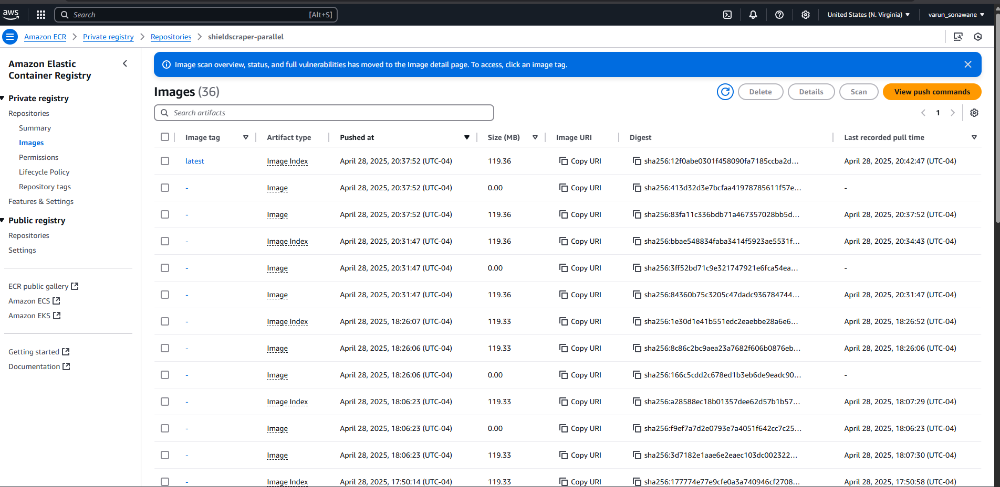 aws
Search [Alt+S]
United States (N. Virginia)
varun_sonawane
Amazon ECR
Private registry
Repositories
shieldscraper-parallel
Amazon Elastic
Container Registry
Private registry
Repositories
Summary
Images
Permissions
Lifecycle Policy
Repository tags
Features & Settings
Public registry
Repositories
Settings
ECR public gallery
Amazon ECS
Amazon EKS
Getting started
Documentation
Image scan overview, status, and full vulnerabilities has moved to the Image detail page. To access, click an image tag.
Images (36)
Delete
Details
Scan
View push commands
Search artifacts
1
Image tag Artifact type Pushed at Size (MB) Image URI Digest Last recorded pull time
latest Image Index April 28, 2025, 20:37:52 (UTC-04) 119.36 Copy URI sha256:12f0abe0301f458090fa7185ccba2d... April 28, 2025, 20:42:47 (UTC-04)
- Image April 28, 2025, 20:37:52 (UTC-04) 0.00 Copy URI sha256:413d32d3e7bcfaa41978785611f57e... -
- Image April 28, 2025, 20:37:52 (UTC-04) 119.36 Copy URI sha256:83fa11c336bdb71a467357028bb5d... April 28, 2025, 20:37:52 (UTC-04)
- Image Index April 28, 2025, 20:31:47 (UTC-04) 119.36 Copy URI sha256:bbae548834faba3414f5923ae5531f... April 28, 2025, 20:34:43 (UTC-04)
- Image April 28, 2025, 20:31:47 (UTC-04) 0.00 Copy URI sha256:3ff52bd71c9e321747921e6fca54ea... -
- Image April 28, 2025, 20:31:47 (UTC-04) 119.36 Copy URI sha256:84360b75c3205c47dadc936784744... April 28, 2025, 20:31:47 (UTC-04)
- Image Index April 28, 2025, 18:26:07 (UTC-04) 119.33 Copy URI sha256:1e30d1e41b551edc2eaebbe28a6e6... April 28, 2025, 18:26:52 (UTC-04)
- Image April 28, 2025, 18:26:06 (UTC-04) 119.33 Copy URI sha256:8c86c2bc9aea23a7682f606b0876eb... April 28, 2025, 18:26:06 (UTC-04)
- Image April 28, 2025, 18:26:06 (UTC-04) 0.00 Copy URI sha256:166c5cdd2c678ed1b3eb6de9eadc90... -
- Image Index April 28, 2025, 18:06:23 (UTC-04) 119.33 Copy URI sha256:a28588ec18b01357dee62d57b1b57... April 28, 2025, 18:07:29 (UTC-04)
- Image April 28, 2025, 18:06:23 (UTC-04) 0.00 Copy URI sha256:f9ef7a7d2e0793e7a4051f642cc7c25... April 28, 2025, 18:06:23 (UTC-04)
- Image April 28, 2025, 18:06:23 (UTC-04) 119.33 Copy URI sha256:3d7182e1aae6e2eaec103dc002322... April 28, 2025, 18:07:30 (UTC-04)
- Image Index April 28, 2025, 17:50:14 (UTC-04) 119.33 Copy URI sha256:177774e77e9cfe0a3a740946cf2708... April 28, 2025, 17:50:58 (UTC-04)